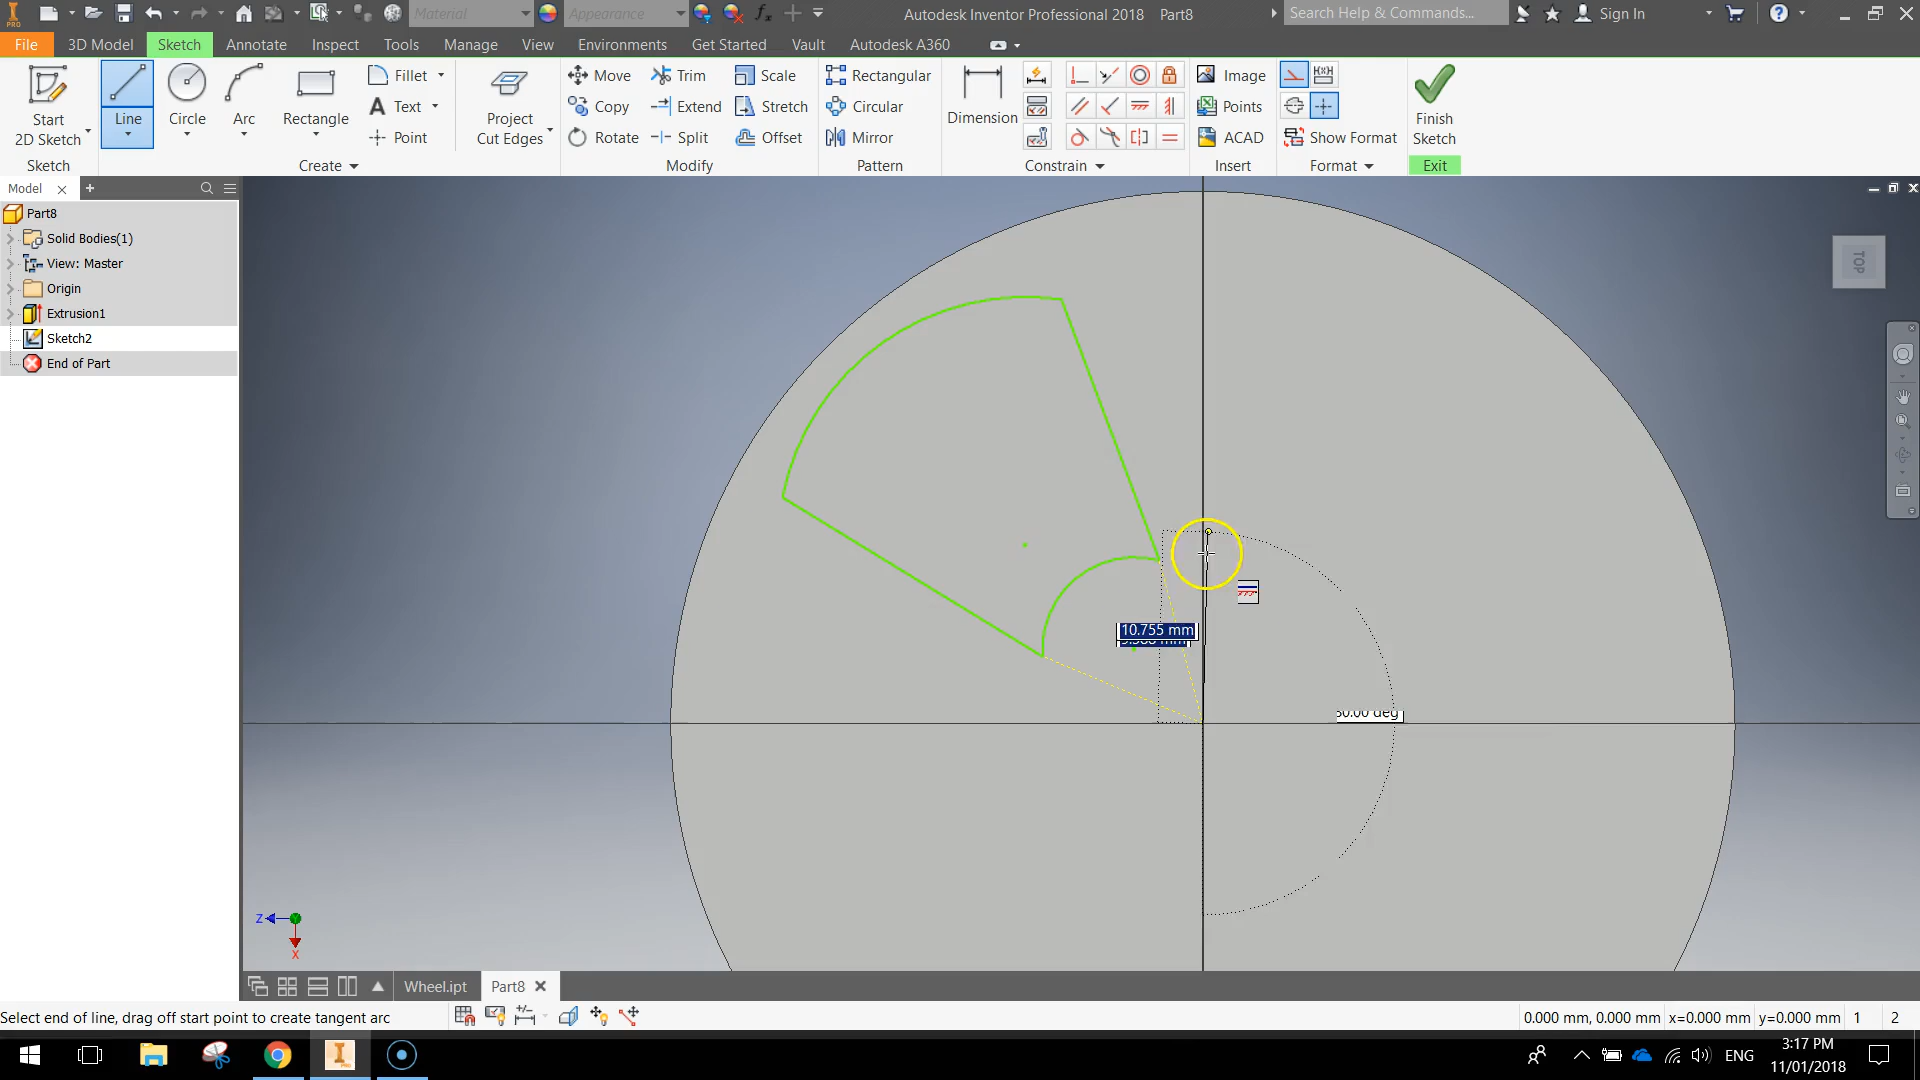 PRO
Material
Appearance
fx
Autodesk Inventor Professional 2018 Part8
Search Help & Commands...
Sign In
File
3D Model
Sketch
Annotate
Inspect
Tools
Manage
View
Environments
Get Started
Vault
Autodesk A360
Start
2D Sketch
Line
Circle
Arc
Rectangle
Fillet
Text
Point
Project
Cut Edges
Move
Copy
Rotate
Trim
Extend
Split
Scale
Stretch
Offset
Rectangular
Circular
Mirror
Dimension
Image
Points
ACAD
Show Format
Finish
Sketch
Sketch
Create
Modify
Pattern
Constrain
Insert
Format
Exit
Model
Part8
Solid Bodies(1)
View: Master
Origin
Extrusion1
Sketch2
End of Part
TOP
10.755 mm
Z
X
Wheel.ipt
Part8
Select end of line, drag off start point to create tangent arc
0.000 mm, 0.000 mm x=0.000 mm y=0.000 mm 1 2
ENG
3:17 PM
11/01/2018